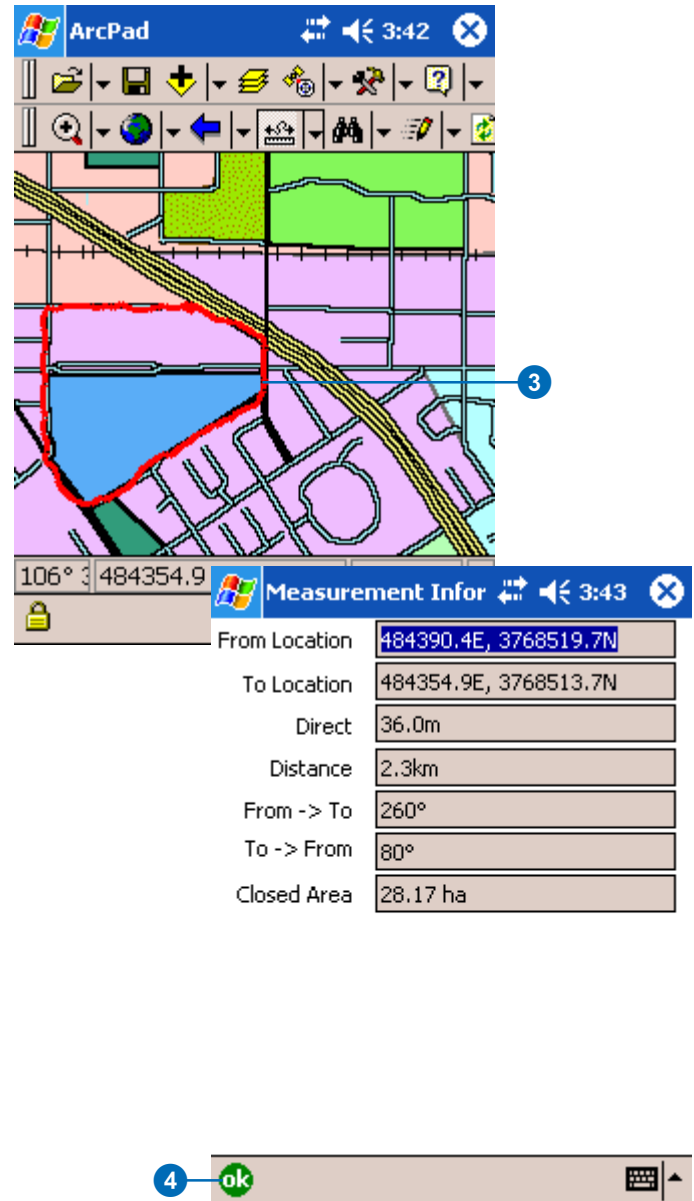 ArcPad 3:42
3
106° 3 484354.9
Measurement Infor 3:43
From Location 484390.4E, 3768519.7N
To Location 484354.9E, 3768513.7N
Direct 36.0m
Distance 2.3km
From -> To 260°
To -> From 80°
Closed Area 28.17 ha
4 ok